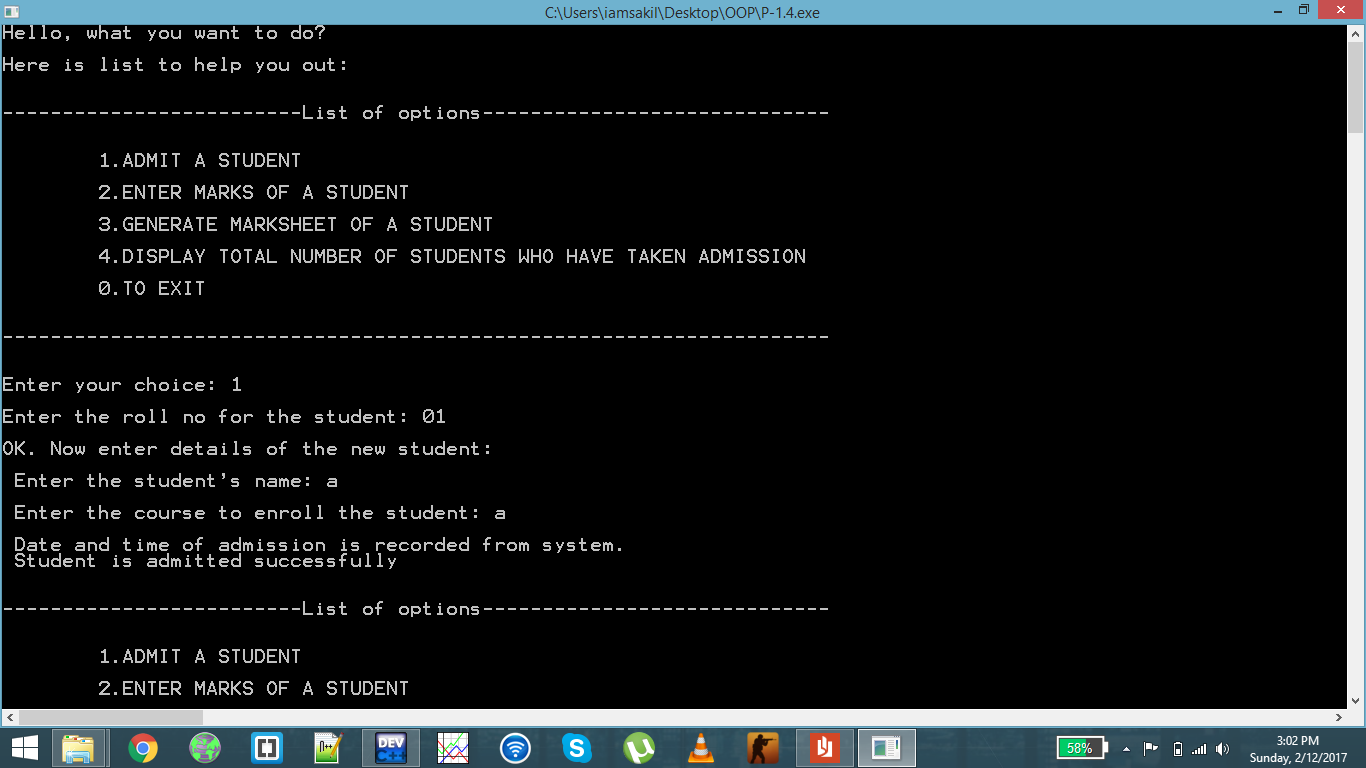 C:\Users\iamsakil\Desktop\OOP\P-1.4.exe
Hello, what you want to do?
Here is list to help you out:
-------------------------List of options-----------------------------
1.ADMIT A STUDENT
2.ENTER MARKS OF A STUDENT
3.GENERATE MARKSHEET OF A STUDENT
4.DISPLAY TOTAL NUMBER OF STUDENTS WHO HAVE TAKEN ADMISSION
0.TO EXIT
---------------------------------------------------------------------
Enter your choice: 1
Enter the roll no for the student: 01
OK. Now enter details of the new student:
Enter the student's name: a
Enter the course to enroll the student: a
Date and time of admission is recorded from system.
Student is admitted successfully
-------------------------List of options-----------------------------
1.ADMIT A STUDENT
2.ENTER MARKS OF A STUDENT
DEV
C++
58%
3:02 PM
Sunday, 2/12/2017